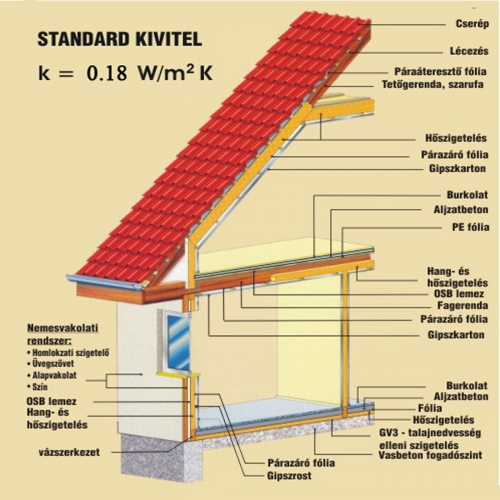 STANDARD KIVITEL
k = 0.18 W/m² K
Cserép
Lécezés
Páraáteresztő fólia
Tetőgerenda, szarufa
Hőszigetelés
Párazáró fólia
Gipszkarton
Burkolat
Aljzatbeton
PE fólia
Hang- és
hőszigetelés
OSB lemez
Fagerenda
Párazáró fólia
Gipszkarton
Nemesvakolati
rendszer:
• Homlokzati szigetelő
• Üvegszövet
• Alapvakolat
• Szín
OSB lemez
Hang- és
hőszigetelés
vázszerkezet
Burkolat
Aljzatbeton
Fólia
Hőszigetelés
GV3 - talajnedvesség
elleni szigetelés
Vasbeton fogadószint
Párazáró fólia
Gipszrost